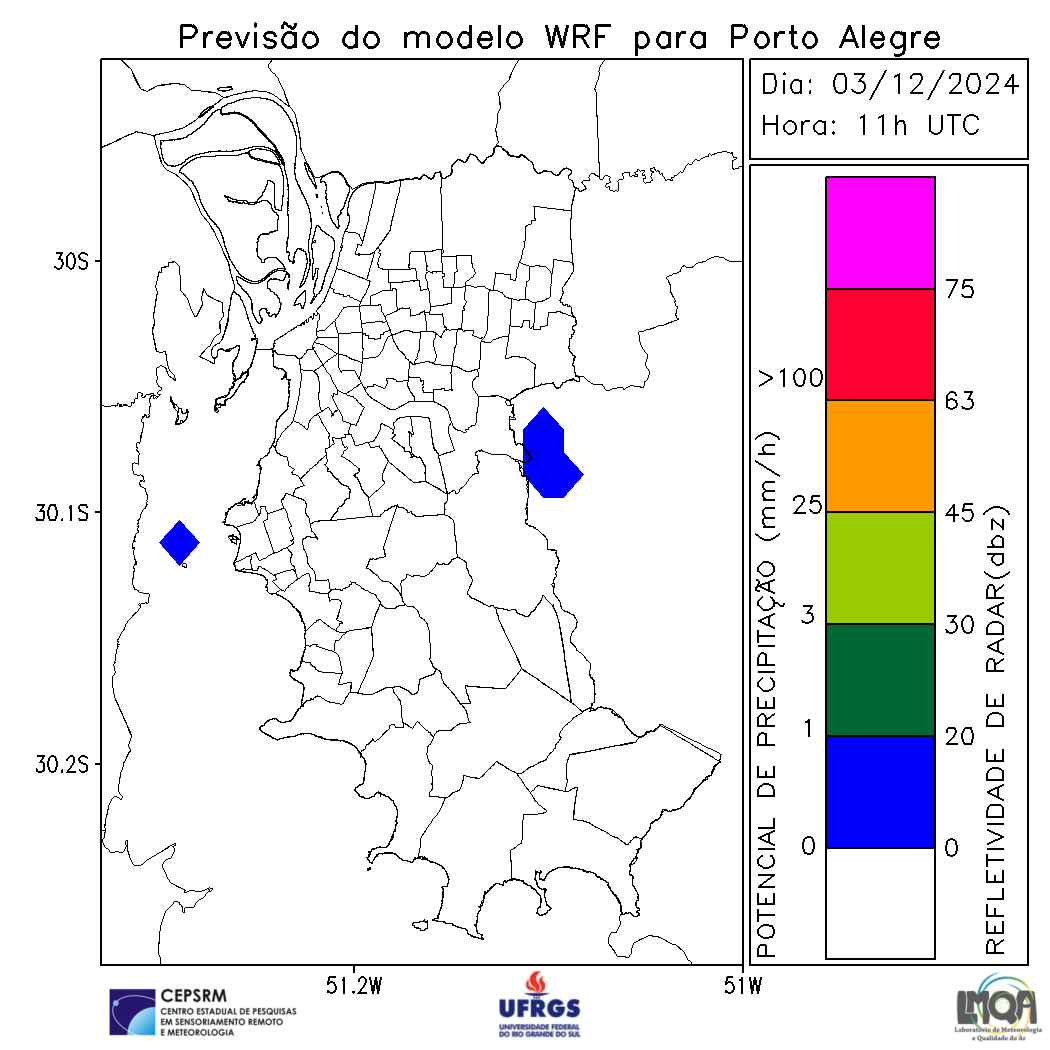 Previsão do modelo WRF para Porto Alegre
Dia: 03/12/2024
Hora: 11h UTC
30S
30.1S
30.2S
51.2W
51W
POTENCIAL DE PRECIPITAÇÃO (mm/h)
>100
25
3
1
0
75
63
45
30
20
0
REFLETIVIDADE DE RADAR(dbz)
CEPSRM
CENTRO ESTADUAL DE PESQUISAS
EM SENSORIAMENTO REMOTO
E METEOROLOGIA
UFRGS
UNIVERSIDADE FEDERAL
DO RIO GRANDE DO SUL
LMQA
Laboratório de Meteorologia
e Qualidade do Ar